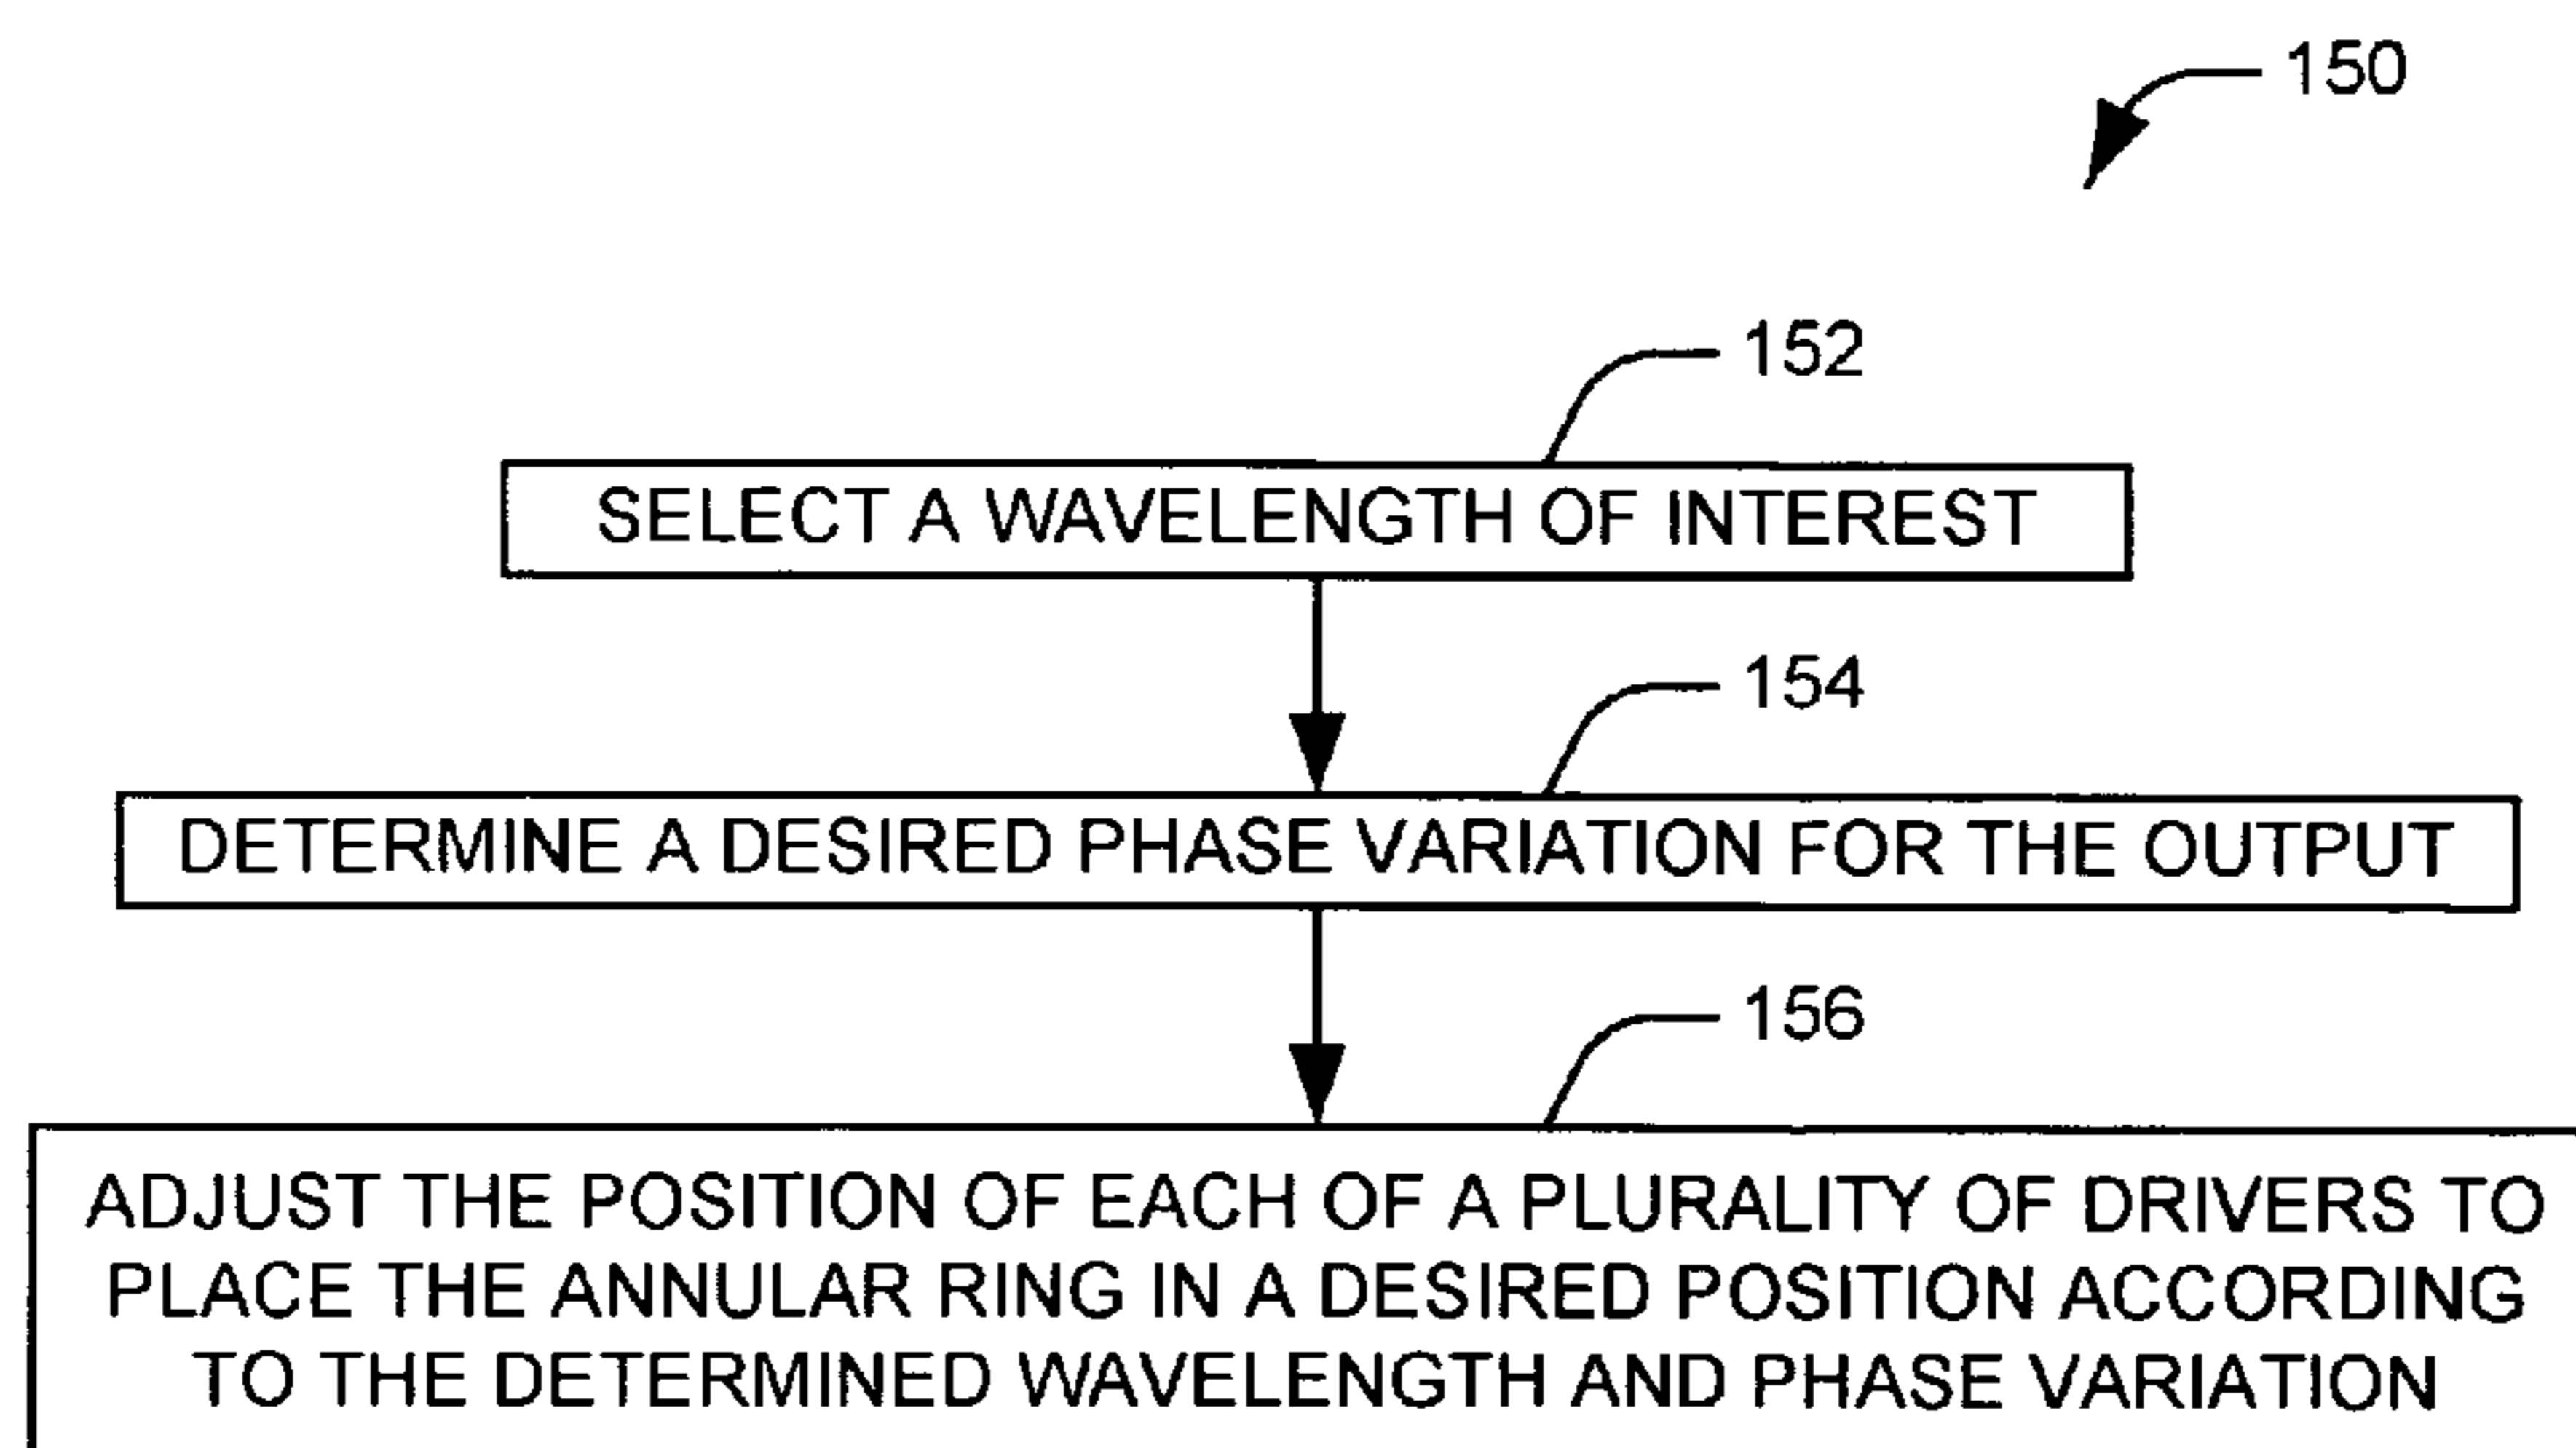 150
152
SELECT A WAVELENGTH OF INTEREST
154
DETERMINE A DESIRED PHASE VARIATION FOR THE OUTPUT
156
ADJUST THE POSITION OF EACH OF A PLURALITY OF DRIVERS TO
PLACE THE ANNULAR RING IN A DESIRED POSITION ACCORDING
TO THE DETERMINED WAVELENGTH AND PHASE VARIATION